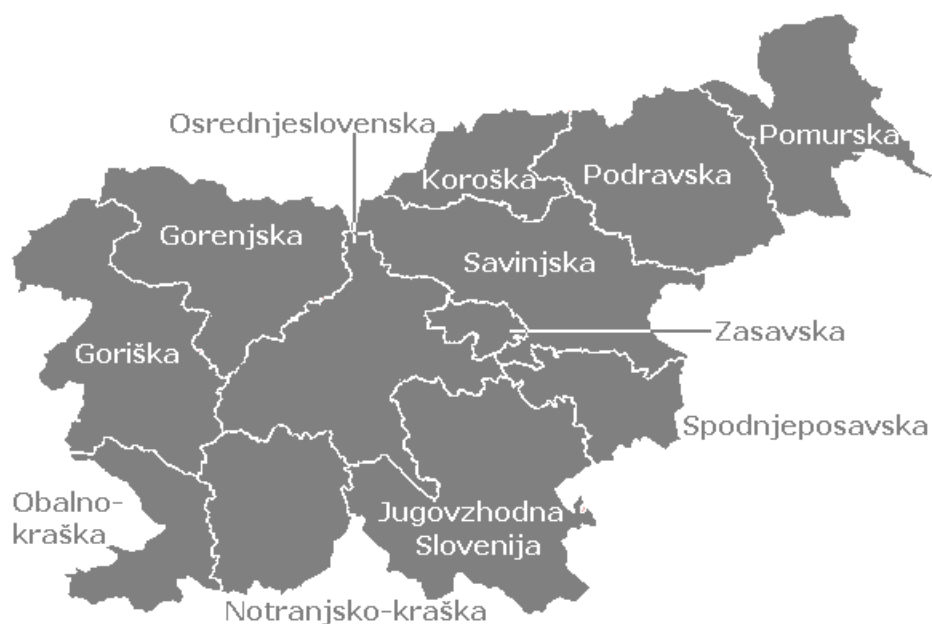 Osrednjeslovenska
Pomurska
Koroška
Podravska
Gorenjska
Savinjska
Zasavska
Goriška
Spodnjeposavska
Obalno-
kraška
Jugovzhodna
Slovenija
Notranjsko-kraška